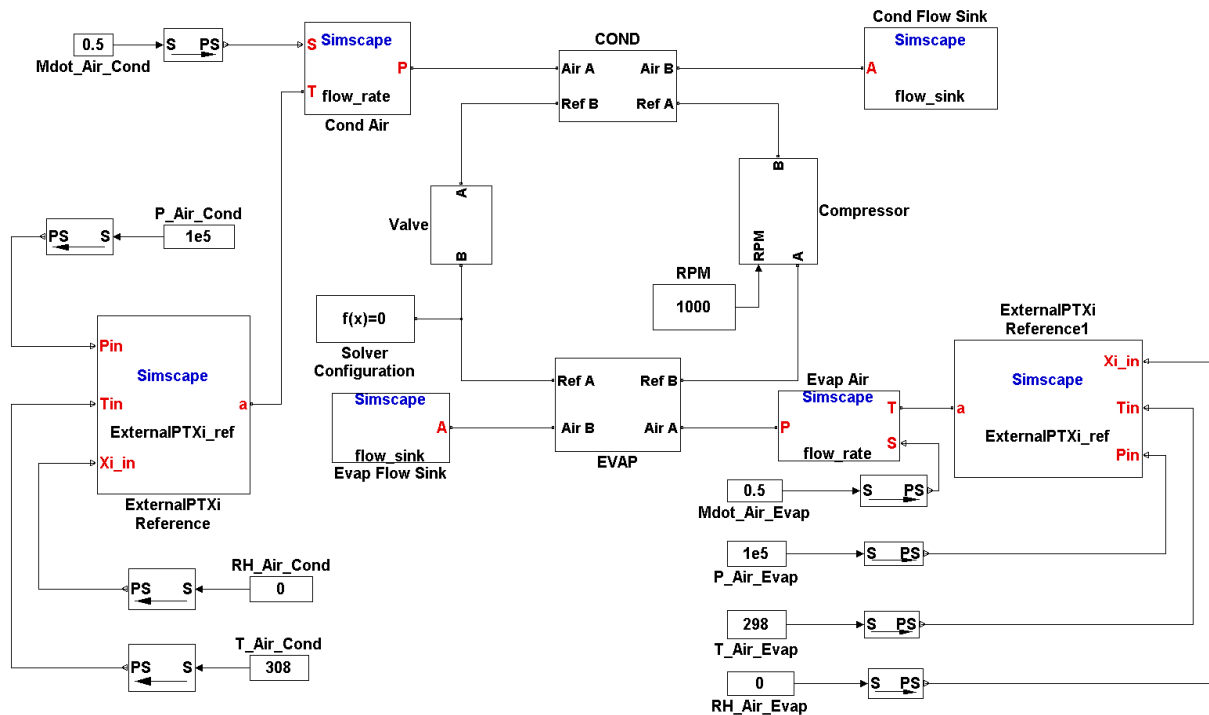 Cond Flow Sink
0.5
S PS
Mdot_Air_Cond
Simscape
S
P
T
flow_rate
Cond Air
COND
Air A Air B
Ref B Ref A
Simscape
A
flow_sink
P_Air_Cond
PS S
1e5
A
Valve
B
B
Compressor
RPM
A
RPM
1000
f(x)=0
Solver
Configuration
Pin
Simscape
Tin
a
ExternalPTXi_ref
Xi_in
ExternalPTXi
Reference
Simscape
A
flow_sink
Evap Flow Sink
Ref A Ref B
Air B Air A
EVAP
Evap Air
Simscape
T
P
S
flow_rate
ExternalPTXi
Reference1
Xi_in
Simscape
a
Tin
ExternalPTXi_ref
Pin
0.5
S PS
Mdot_Air_Evap
1e5
S PS
P_Air_Evap
RH_Air_Cond
PS S
0
298
S PS
T_Air_Evap
T_Air_Cond
PS S
308
0
S PS
RH_Air_Evap